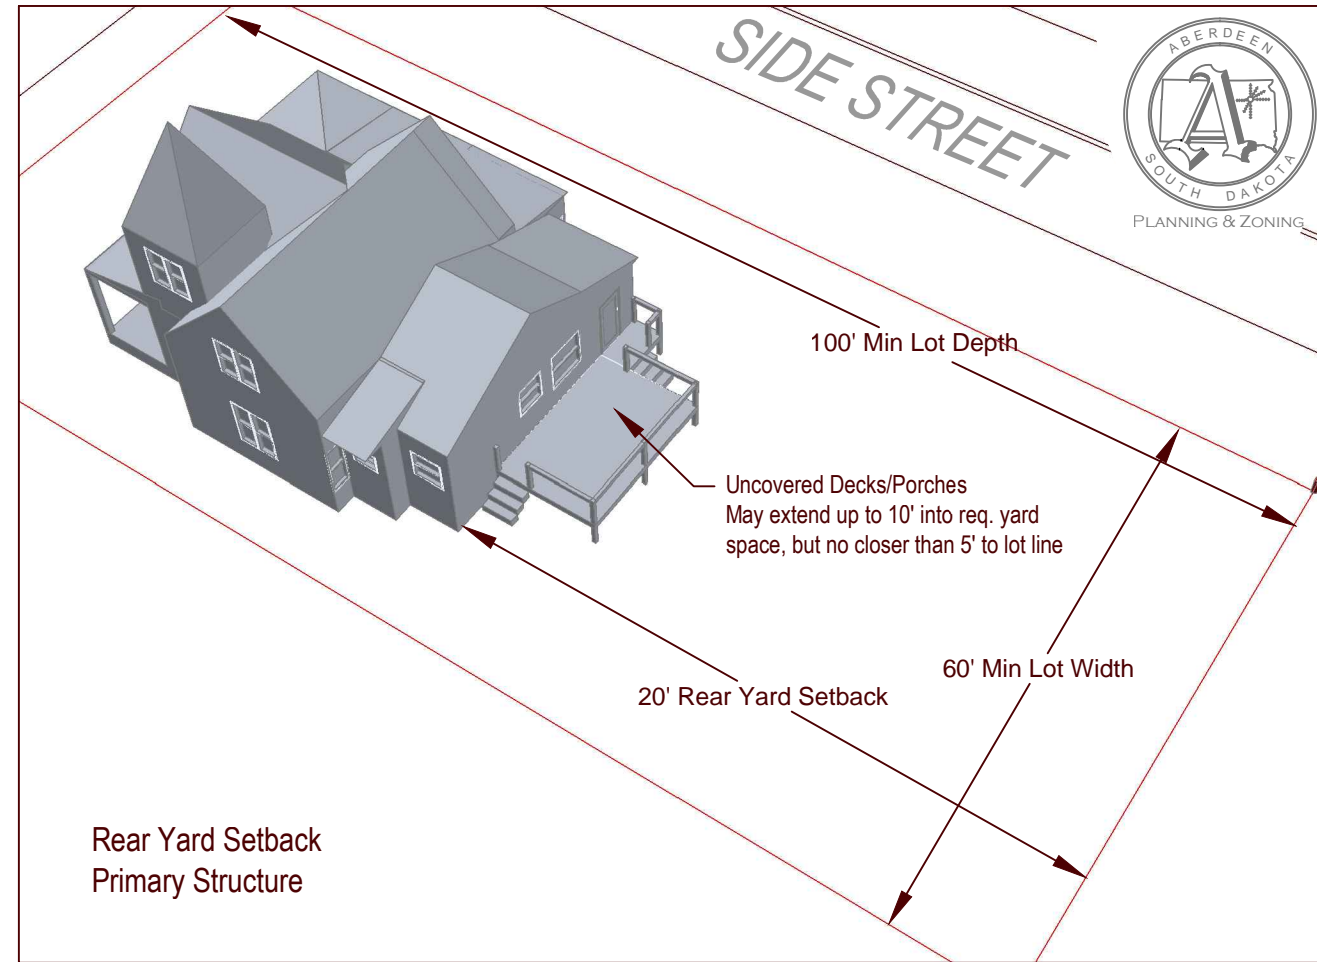 SIDE STREET
ABERDEEN
SOUTH DAKOTA
A
PLANNING & ZONING
100' Min Lot Depth
Uncovered Decks/Porches
May extend up to 10' into req. yard
space, but no closer than 5' to lot line
60' Min Lot Width
20' Rear Yard Setback
Rear Yard Setback
Primary Structure